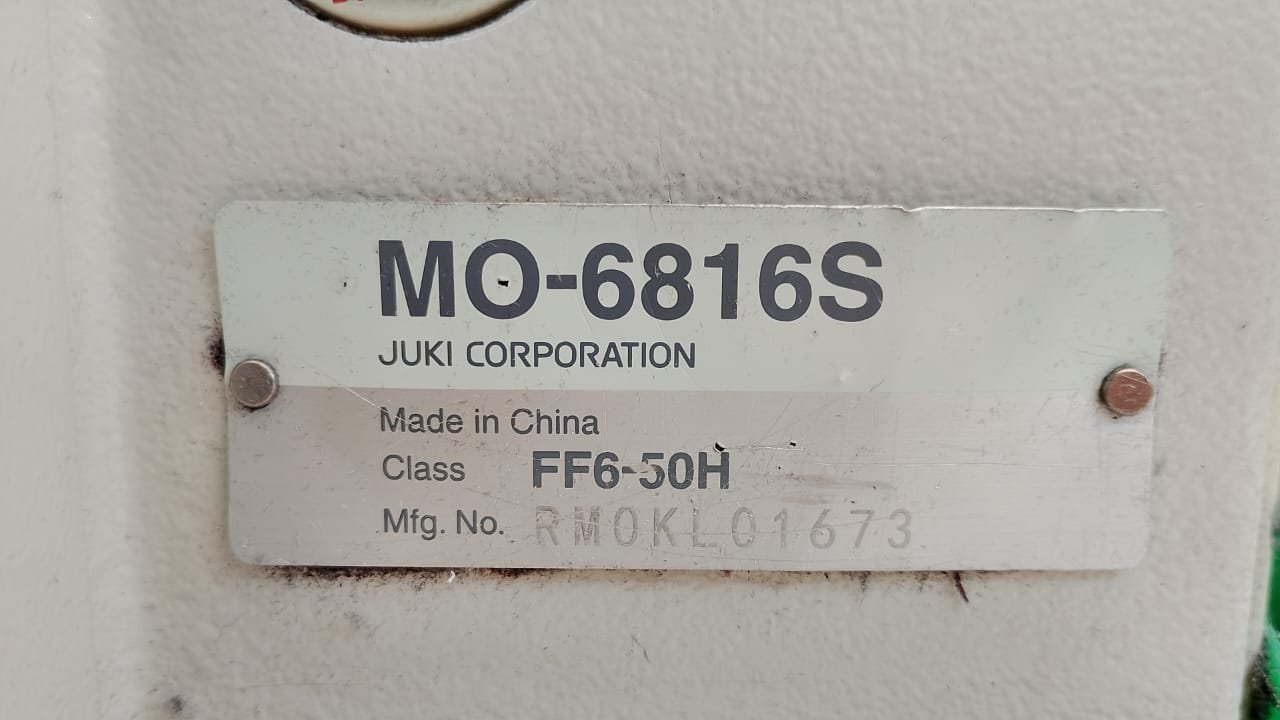 MO-6816S
JUKI CORPORATION
Made in China
Class FF6-50H
Mfg. No. RM0KL01673